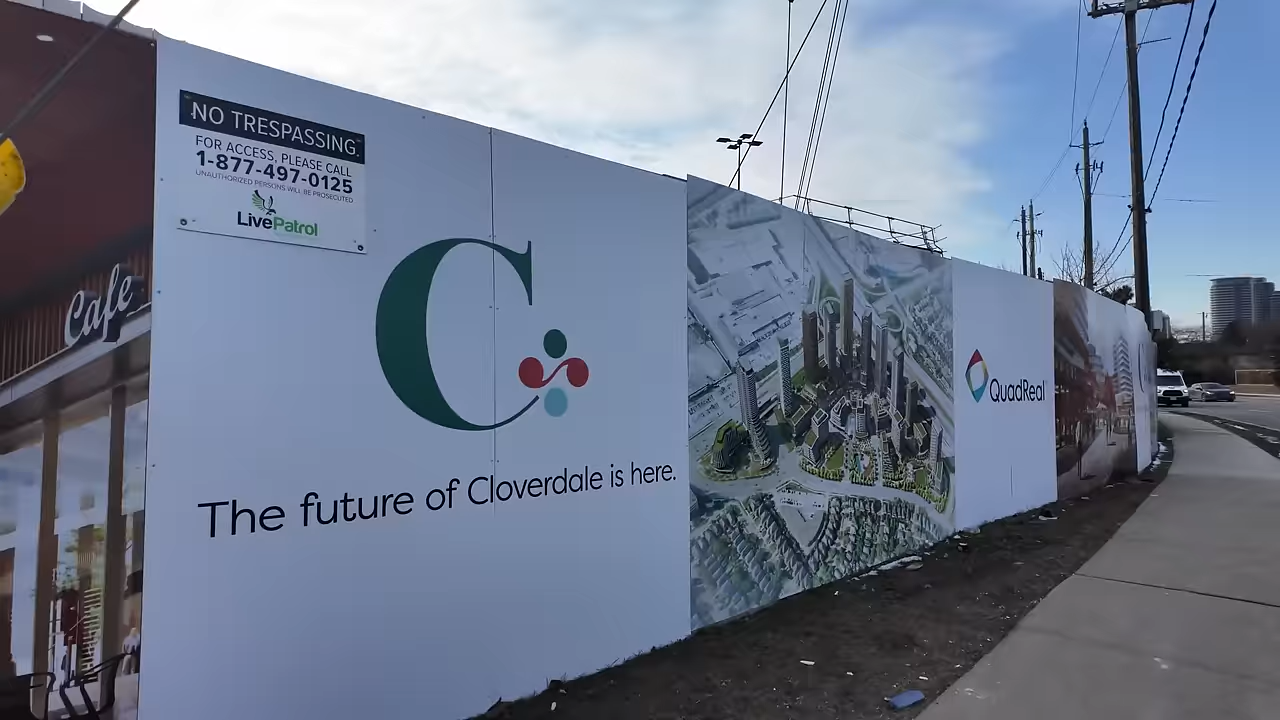 NO TRESPASSING.
FOR ACCESS, PLEASE CALL
1-877-497-0125
UNAUTHORIZED PERSONS WILL BE PROSECUTED
LivePatrol
Cafe
C
The future of Cloverdale is here.
QuadReal